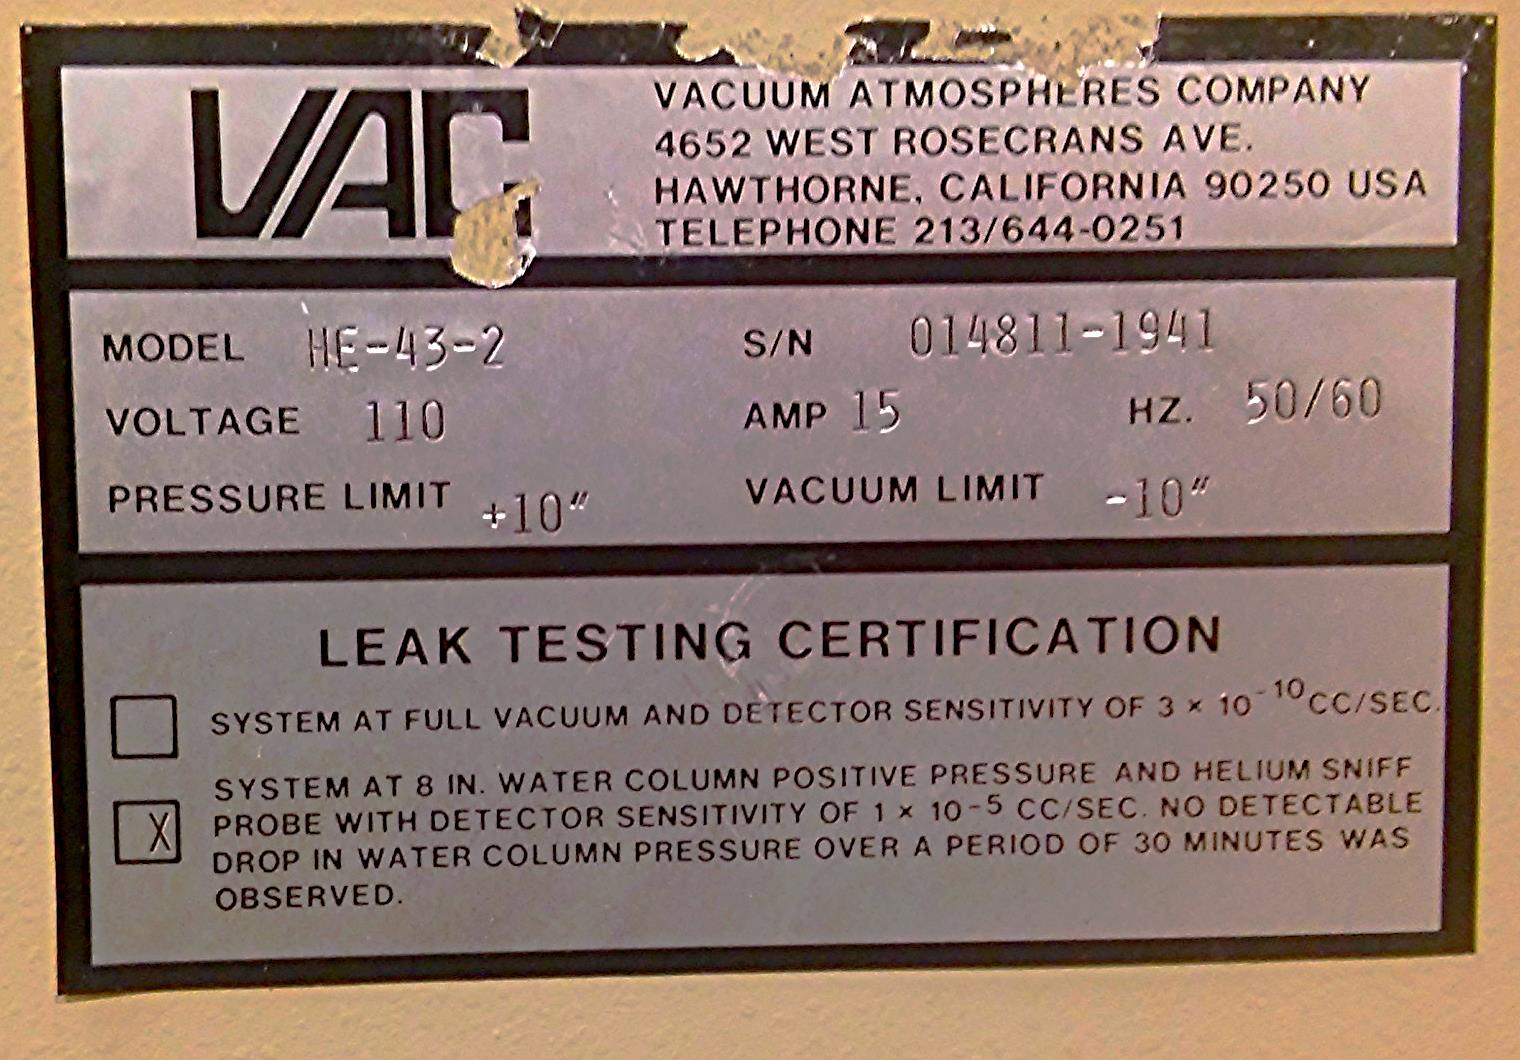 VAC
VACUUM ATMOSPHERES COMPANY
4652 WEST ROSECRANS AVE.
HAWTHORNE, CALIFORNIA 90250 USA
TELEPHONE 213/644-0251
MODEL HE-43-2 S/N 014811-1941
VOLTAGE 110 AMP 15 HZ. 50/60
PRESSURE LIMIT +10" VACUUM LIMIT -10"
LEAK TESTING CERTIFICATION
SYSTEM AT FULL VACUUM AND DETECTOR SENSITIVITY OF 3 × 10⁻¹⁰ CC/SEC.
X
SYSTEM AT 8 IN. WATER COLUMN POSITIVE PRESSURE AND HELIUM SNIFF
PROBE WITH DETECTOR SENSITIVITY OF 1 × 10⁻⁵ CC/SEC. NO DETECTABLE
DROP IN WATER COLUMN PRESSURE OVER A PERIOD OF 30 MINUTES WAS
OBSERVED.